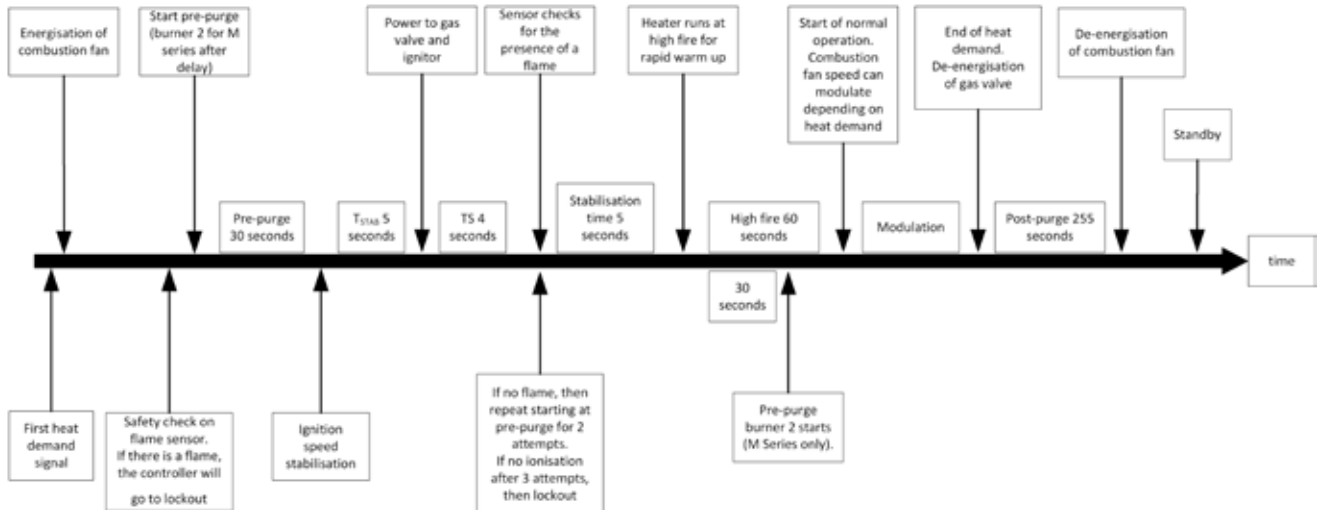 Energisation of
combustion fan
Start pre-purge
(burner 2 for M
series after
delay)
Power to gas
valve and
ignitor
Sensor checks
for the
presence of a
flame
Heater runs at
high fire for
rapid warm up
Start of normal
operation.
Combustion
fan speed can
modulate
depending on
heat demand
End of heat
demand.
De-energisation
of gas valve
De-energisation
of combustion fan
Standby
Pre-purge
30 seconds
TSTAB 5
seconds
TS 4
seconds
Stabilisation
time 5
seconds
High fire 60
seconds
Modulation
Post-purge 255
seconds
time
30
seconds
First heat
demand
signal
Safety check on
flame sensor.
If there is a flame,
the controller will
go to lockout
Ignition
speed
stabilisation
If no flame, then
repeat starting at
pre-purge for 2
attempts.
If no ionisation
after 3 attempts,
then lockout
Pre-purge
burner 2 starts
(M Series only).